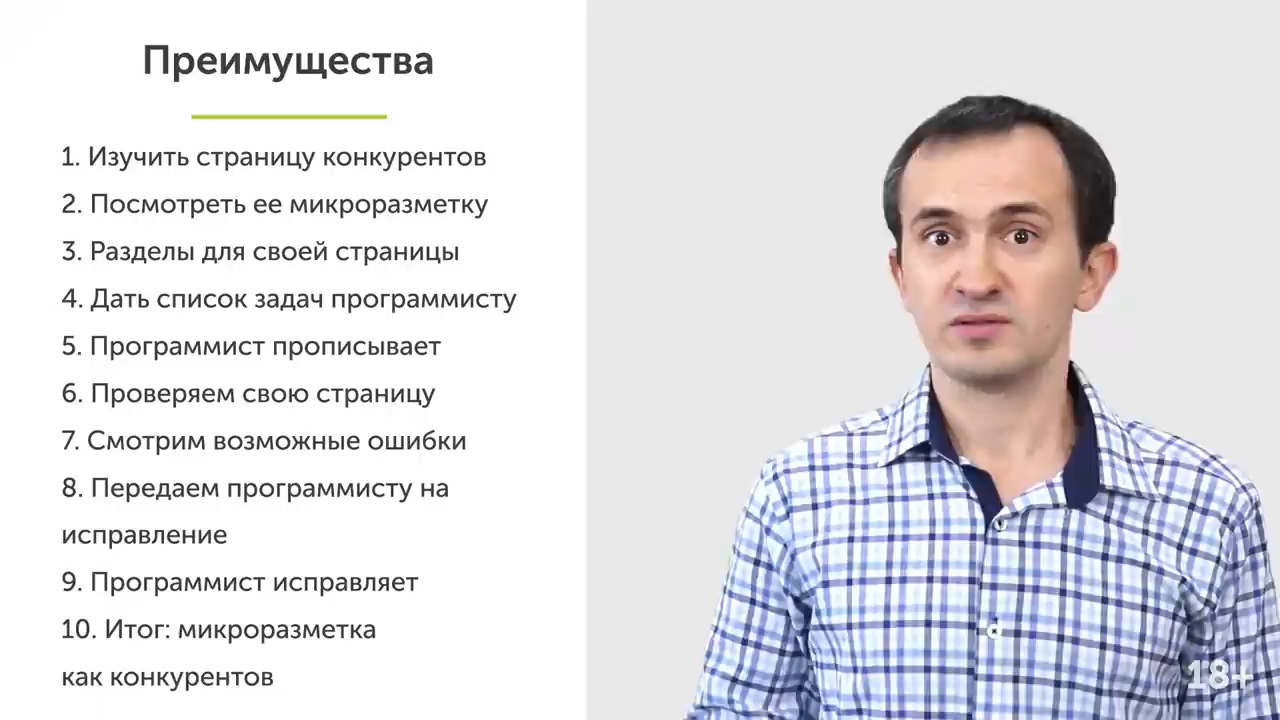 Преимущества
1. Изучить страницу конкурентов
2. Посмотреть ее микроразметку
3. Разделы для своей страницы
4. Дать список задач программисту
5. Программист прописывает
6. Проверяем свою страницу
7. Смотрим возможные ошибки
8. Передаем программисту на
исправление
9. Программист исправляет
10. Итог: микроразметка
как конкурентов
18+